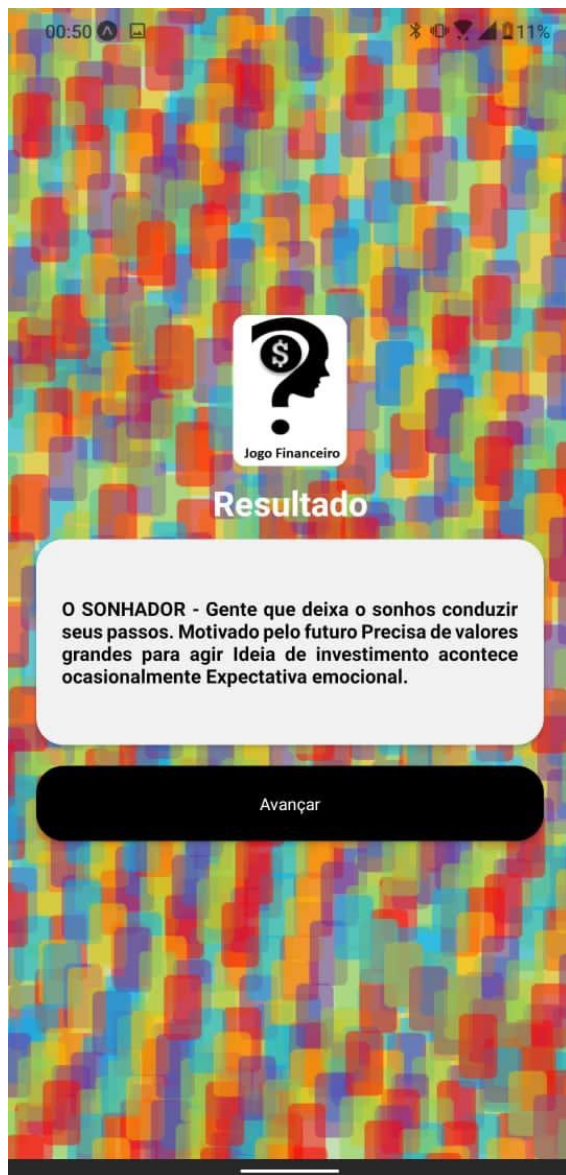 00:50
11%
$
Jogo Financeiro
Resultado
O SONHADOR - Gente que deixa o sonhos conduzir
seus passos. Motivado pelo futuro Precisa de valores
grandes para agir Ideia de investimento acontece
ocasionalmente Expectativa emocional.
Avançar